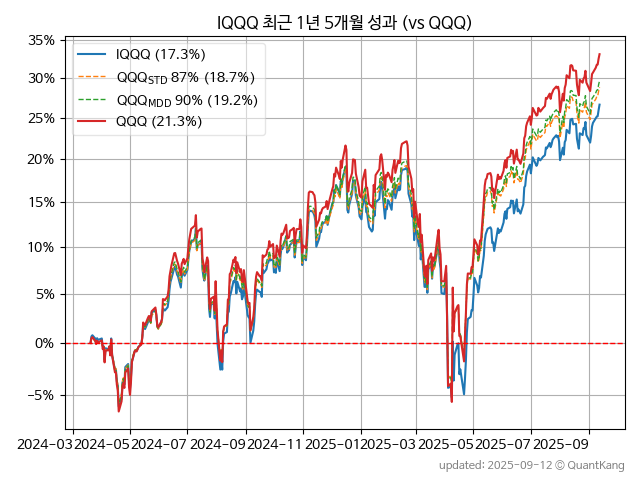 IQQQ 최근 1년 5개월 성과 (vs QQQ)
35%
30%
25%
20%
15%
10%
5%
0%
−5%
IQQQ (17.3%)
QQQSTD 87% (18.7%)
QQQMDD 90% (19.2%)
QQQ (21.3%)
2024-03 2024-05 2024-07 2024-09 2024-11 2025-01 2025-03 2025-05 2025-07 2025-09
updated: 2025-09-12 © QuantKang